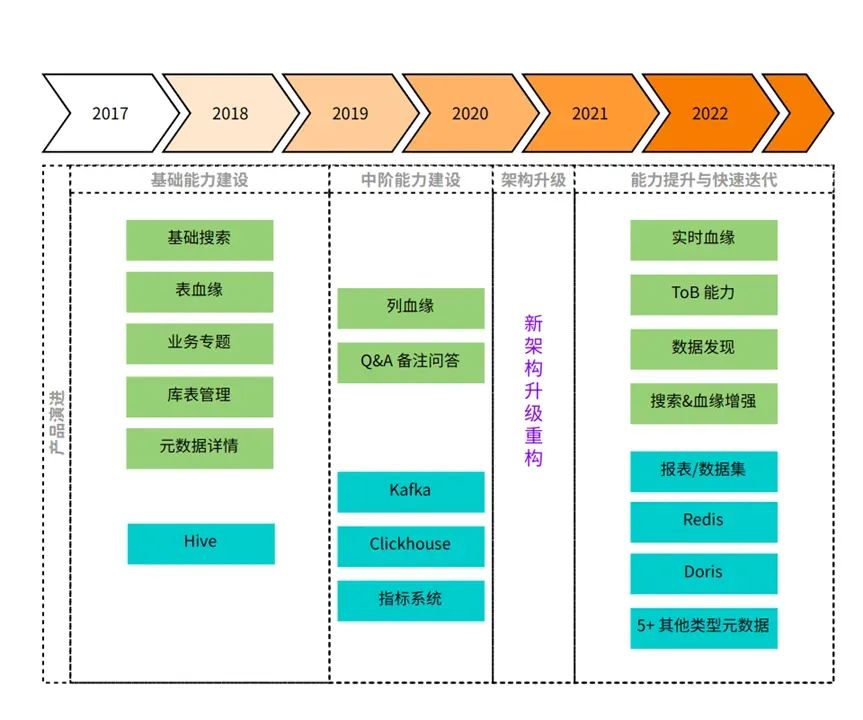 2017
2018
2019
2020
2021
2022
产品演进
基础能力建设
中阶能力建设
架构升级
能力提升与快速迭代
基础搜索
表血缘
业务专题
库表管理
元数据详情
Hive
列血缘
Q&A 备注问答
Kafka
Clickhouse
指标系统
新架构升级重构
实时血缘
ToB 能力
数据发现
搜索&血缘增强
报表/数据集
Redis
Doris
5+ 其他类型元数据